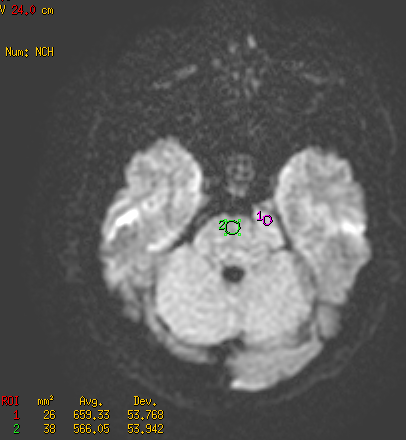 V 24.0 cm
Num: NCH
1
2
ROI mm² Avg. Dev.
1 26 659.33 53.768
2 38 566.05 53.942